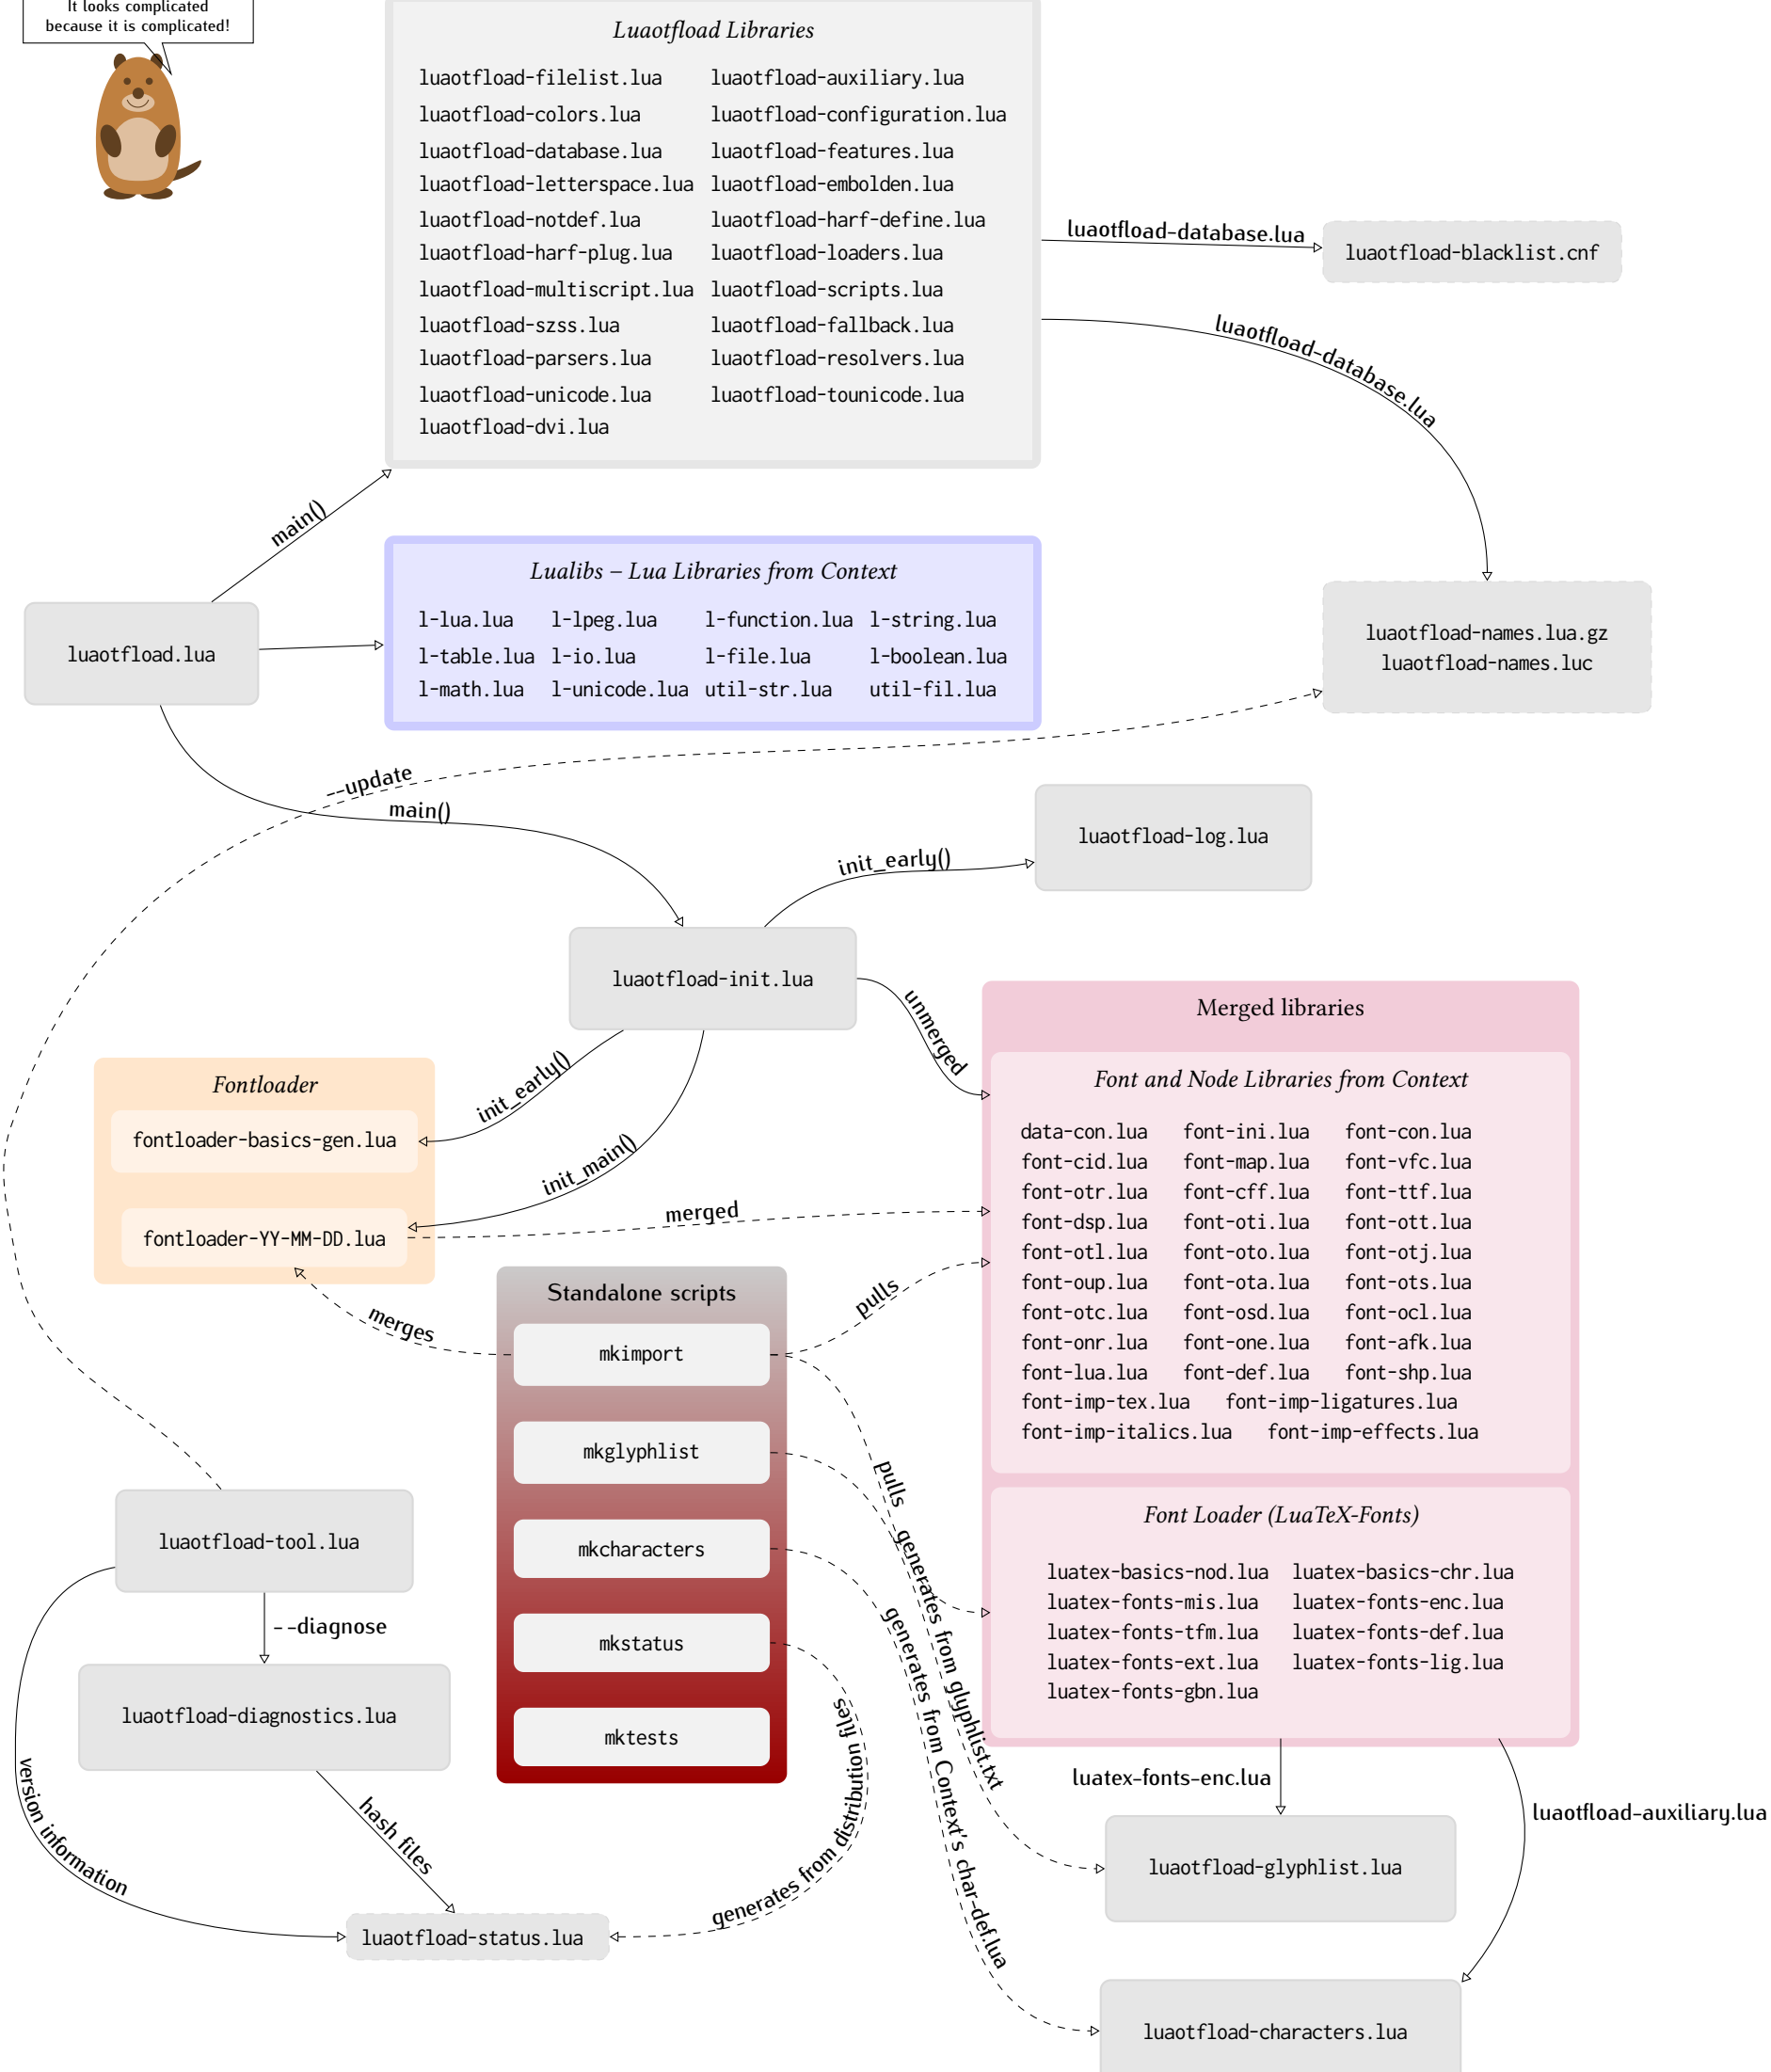 It looks complicated
because it is complicated!
Luaotfload Libraries
luaotfload-filelist.lua luaotfload-auxiliary.lua
luaotfload-colors.lua luaotfload-configuration.lua
luaotfload-database.lua luaotfload-features.lua
luaotfload-letterspace.lua luaotfload-embolden.lua
luaotfload-notdef.lua luaotfload-harf-define.lua
luaotfload-harf-plug.lua luaotfload-loaders.lua
luaotfload-multiscript.lua luaotfload-scripts.lua
luaotfload-szss.lua luaotfload-fallback.lua
luaotfload-parsers.lua luaotfload-resolvers.lua
luaotfload-unicode.lua luaotfload-tounicode.lua
luaotfload-dvi.lua
luaotfload-database.lua
luaotfload-blacklist.cnf
luaotfload-database.lua
main()
Lualibs – Lua Libraries from Context
l-lua.lua l-lpeg.lua l-function.lua l-string.lua
l-table.lua l-io.lua l-file.lua l-boolean.lua
l-math.lua l-unicode.lua util-str.lua util-fil.lua
luaotfload.lua
luaotfload-names.lua.gz
luaotfload-names.luc
--update
main()
luaotfload-log.lua
init_early()
luaotfload-init.lua
unmerged
init_early()
init_main()
Fontloader
fontloader-basics-gen.lua
fontloader-YY-MM-DD.lua
merged
merges
Merged libraries
Font and Node Libraries from Context
data-con.lua font-ini.lua font-con.lua
font-cid.lua font-map.lua font-vfc.lua
font-otr.lua font-cff.lua font-ttf.lua
font-dsp.lua font-oti.lua font-ott.lua
font-otl.lua font-oto.lua font-otj.lua
font-oup.lua font-ota.lua font-ots.lua
font-otc.lua font-osd.lua font-ocl.lua
font-onr.lua font-one.lua font-afk.lua
font-lua.lua font-def.lua font-shp.lua
font-imp-tex.lua font-imp-ligatures.lua
font-imp-italics.lua font-imp-effects.lua
Font Loader (LuaTeX-Fonts)
luatex-basics-nod.lua luatex-basics-chr.lua
luatex-fonts-mis.lua luatex-fonts-enc.lua
luatex-fonts-tfm.lua luatex-fonts-def.lua
luatex-fonts-ext.lua luatex-fonts-lig.lua
luatex-fonts-gbn.lua
Standalone scripts
mkimport
mkglyphlist
mkcharacters
mkstatus
mktests
pulls
pulls
generates from glyphlist.txt
generates from Context's char-def.lua
generates from distribution files
luaotfload-tool.lua
--diagnose
luaotfload-diagnostics.lua
version information
hash files
luaotfload-status.lua
luatex-fonts-enc.lua
luaotfload-auxiliary.lua
luaotfload-glyphlist.lua
luaotfload-characters.lua